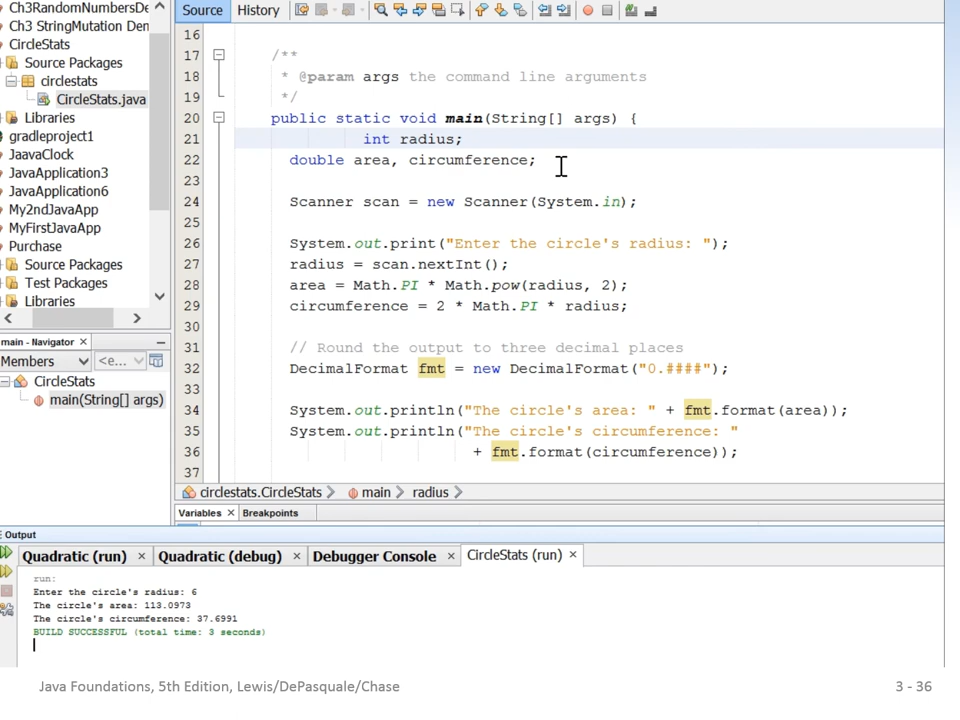 Ch3RandomNumbersDe
Ch3 StringMutation Den
CircleStats
Source Packages
circlestats
CircleStats.java
Libraries
gradleproject1
JaavaClock
JavaApplication3
JavaApplication6
My2ndJavaApp
MyFirstJavaApp
Purchase
Source Packages
Test Packages
Libraries
main - Navigator
Members
<e...
CircleStats
main(String[] args)
Source History
16
17 /**
18 * @param args the command line arguments
19 */
20 public static void main(String[] args) {
21 int radius;
22 double area, circumference;
23
24 Scanner scan = new Scanner(System.in);
25
26 System.out.print("Enter the circle's radius: ");
27 radius = scan.nextInt();
28 area = Math.PI * Math.pow(radius, 2);
29 circumference = 2 * Math.PI * radius;
30
31 // Round the output to three decimal places
32 DecimalFormat fmt = new DecimalFormat("0.####");
33
34 System.out.println("The circle's area: " + fmt.format(area));
35 System.out.println("The circle's circumference: "
36 + fmt.format(circumference));
37
circlestats.CircleStats main radius
Variables Breakpoints
Output
Quadratic (run) Quadratic (debug) Debugger Console CircleStats (run)
run:
Enter the circle's radius: 6
The circle's area: 113.0973
The circle's circumference: 37.6991
BUILD SUCCESSFUL (total time: 3 seconds)
Java Foundations, 5th Edition, Lewis/DePasquale/Chase
3 - 36